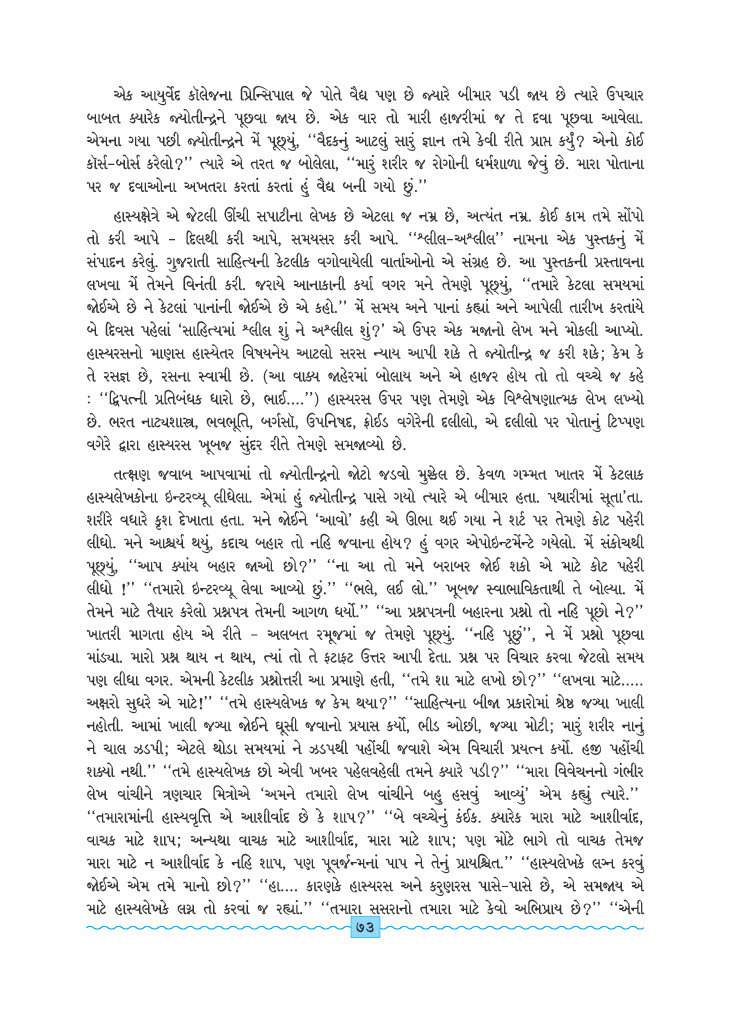 એક આયુર્વેદ કૉલેજના પ્રિન્સિપાલ જે પોતે વૈદ્ય પણ છે જ્યારે બીમાર પડી જાય છે ત્યારે ઉપચાર
બાબત ક્યારેક જ્યોતીન્દ્રને પૂછવા જાય છે. એક વાર તો મારી હાજરીમાં જ તે દવા પૂછવા આવેલા.
એમના ગયા પછી જ્યોતીન્દ્રને મેં પૂછ્યું, ‘‘વૈદકનું આટલું સારું જ્ઞાન તમે કેવી રીતે પ્રાપ્ત કર્યું? એનો કોઈ
કૉર્સ-બોર્સ કરેલો?’’ ત્યારે એ તરત જ બોલેલા, ‘‘મારું શરીર જ રોગોની ધર્મશાળા જેવું છે. મારા પોતાના
પર જ દવાઓના અખતરા કરતાં કરતાં હું વૈદ્ય બની ગયો છું.’’
હાસ્યક્ષેત્રે એ જેટલી ઊંચી સપાટીના લેખક છે એટલા જ નમ્ર છે, અત્યંત નમ્ર. કોઈ કામ તમે સોંપો
તો કરી આપે - દિલથી કરી આપે, સમયસર કરી આપે. ‘‘શ્લીલ-અશ્લીલ’’ નામના એક પુસ્તકનું મેં
સંપાદન કરેલું. ગુજરાતી સાહિત્યની કેટલીક વગોવાયેલી વાર્તાઓનો એ સંગ્રહ છે. આ પુસ્તકની પ્રસ્તાવના
લખવા મેં તેમને વિનંતી કરી. જરાયે આનાકાની કર્યા વગર મને તેમણે પૂછ્યું, ‘‘તમારે કેટલા સમયમાં
જોઈએ છે ને કેટલાં પાનાંની જોઈએ છે એ કહો.’’ મેં સમય અને પાનાં કહ્યાં અને આપેલી તારીખ કરતાંયે
બે દિવસ પહેલાં ‘સાહિત્યમાં શ્લીલ શું ને અશ્લીલ શું?’ એ ઉપર એક મજાનો લેખ મને મોકલી આપ્યો.
હાસ્યરસનો માણસ હાસ્યેતર વિષયનેય આટલો સરસ ન્યાય આપી શકે તે જ્યોતીન્દ્ર જ કરી શકે; કેમ કે
તે રસજ્ઞ છે, રસના સ્વામી છે. (આ વાક્ય જાહેરમાં બોલાય અને એ હાજર હોય તો તો વચ્ચે જ કહે
: ‘‘દ્વિપત્ની પ્રતિબંધક ધારો છે, ભાઈ....’’) હાસ્યરસ ઉપર પણ તેમણે એક વિશ્લેષણાત્મક લેખ લખ્યો
છે. ભરત નાટ્યશાસ્ત્ર, ભવભૂતિ, બર્ગસૉ, ઉપનિષદ, ફ્રોઈડ વગેરેની દલીલો, એ દલીલો પર પોતાનું ટિપ્પણ
વગેરે દ્વારા હાસ્યરસ ખૂબજ સુંદર રીતે તેમણે સમજાવ્યો છે.
તત્ક્ષણ જવાબ આપવામાં તો જ્યોતીન્દ્રનો જોટો જડવો મુશ્કેલ છે. કેવળ ગમ્મત ખાતર મેં કેટલાક
હાસ્યલેખકોના ઇન્ટરવ્યૂ લીધેલા. એમાં હું જ્યોતીન્દ્ર પાસે ગયો ત્યારે એ બીમાર હતા. પથારીમાં સૂતા’તા.
શરીરે વધારે કૃશ દેખાતા હતા. મને જોઈને ‘આવો’ કહી એ ઊભા થઈ ગયા ને શર્ટ પર તેમણે કોટ પહેરી
લીધો. મને આશ્ચર્ય થયું, કદાચ બહાર તો નહિ જવાના હોય? હું વગર એપોઇન્ટમેંન્ટે ગયેલો. મેં સંકોચથી
પૂછ્યું, ‘‘આપ ક્યાંય બહાર જાઓ છો?’’ ‘‘ના આ તો મને બરાબર જોઈ શકો એ માટે કોટ પહેરી
લીધો !’’ ‘‘તમારો ઇન્ટરવ્યૂ લેવા આવ્યો છું.’’ ‘‘ભલે, લઈ લો.’’ ખૂબજ સ્વાભાવિકતાથી તે બોલ્યા. મેં
તેમને માટે તૈયાર કરેલો પ્રશ્નપત્ર તેમની આગળ ધર્યો.’’ ‘‘આ પ્રશ્નપત્રની બહારના પ્રશ્નો તો નહિ પૂછો ને?’’
ખાતરી માગતા હોય એ રીતે - અલબત રમૂજમાં જ તેમણે પૂછ્યું. ‘‘નહિ પૂછું’’, ને મેં પ્રશ્નો પૂછવા
માંડ્યા. મારો પ્રશ્ન થાય ન થાય, ત્યાં તો તે ફટાફટ ઉત્તર આપી દેતા. પ્રશ્ન પર વિચાર કરવા જેટલો સમય
પણ લીધા વગર. એમની કેટલીક પ્રશ્નોત્તરી આ પ્રમાણે હતી, ‘‘તમે શા માટે લખો છો?’’ ‘‘લખવા માટે.....
અક્ષરો સુધરે એ માટે!’’ ‘‘તમે હાસ્યલેખક જ કેમ થયા?’’ ‘‘સાહિત્યના બીજા પ્રકારોમાં શ્રેષ્ઠ જગ્યા ખાલી
નહોતી. આમાં ખાલી જગ્યા જોઈને ઘૂસી જવાનો પ્રયાસ કર્યો, ભીડ ઓછી, જગ્યા મોટી; મારું શરીર નાનું
ને ચાલ ઝડપી; એટલે થોડા સમયમાં ને ઝડપથી પહોંચી જવાશે એમ વિચારી પ્રયત્ન કર્યો. હજી પહોંચી
શક્યો નથી.’’ ‘‘તમે હાસ્યલેખક છો એવી ખબર પહેલવહેલી તમને ક્યારે પડી?’’ ‘‘મારા વિવેચનનો ગંભીર
લેખ વાંચીને ત્રણચાર મિત્રોએ ‘અમને તમારો લેખ વાંચીને બહુ હસવું આવ્યું’ એમ કહ્યું ત્યારે.’’
‘‘તમારામાંની હાસ્યવૃત્તિ એ આશીર્વાદ છે કે શાપ?’’ ‘‘બે વચ્ચેનું કંઈક. ક્યારેક મારા માટે આશીર્વાદ,
વાચક માટે શાપ; અન્યથા વાચક માટે આશીર્વાદ, મારા માટે શાપ; પણ મોટે ભાગે તો વાચક તેમજ
મારા માટે ન આશીર્વાદ કે નહિ શાપ, પણ પૂવર્જન્મનાં પાપ ને તેનું પ્રાયશ્ચિત.’’ ‘‘હાસ્યલેખકે લગ્ન કરવું
જોઈએ એમ તમે માનો છો?’’ ‘‘હા.... કારણકે હાસ્યરસ અને કરુણરસ પાસે-પાસે છે, એ સમજાય એ
માટે હાસ્યલેખકે લગ્ન તો કરવાં જ રહ્યાં.’’ ‘‘તમારા સસરાનો તમારા માટે કેવો અભિપ્રાય છે?’’ ‘‘એની
૭૩